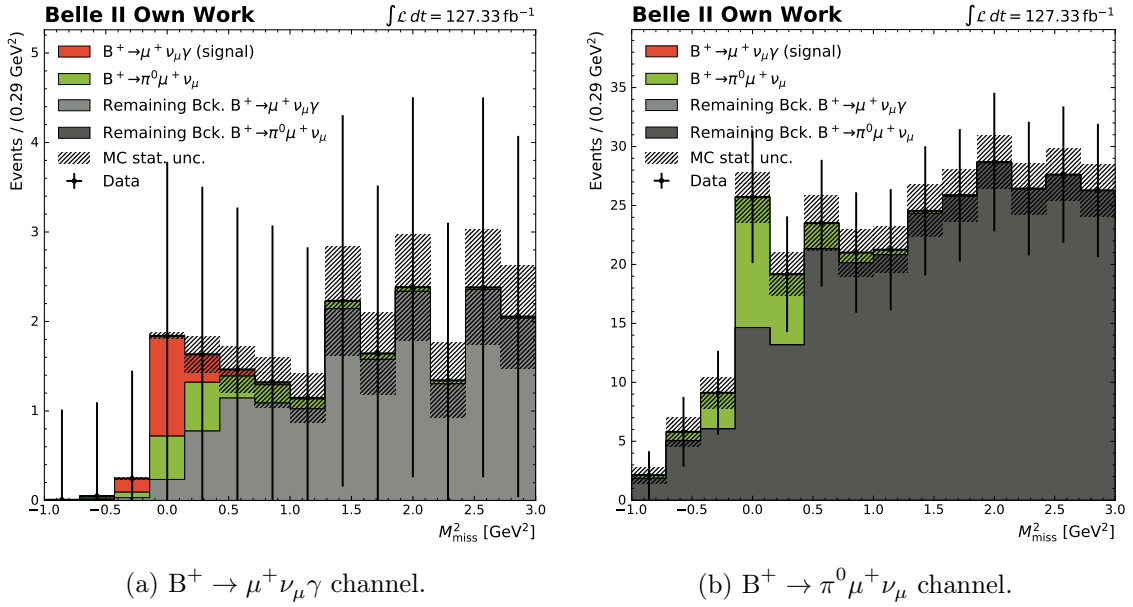 Belle II Own Work
∫ℒ dt = 127.33 fb⁻¹
Events / (0.29 GeV²)
B⁺→μ⁺ ν_μγ (signal)
B⁺→π⁰μ⁺ν_μ
Remaining Bck. B⁺→μ⁺ν_μγ
Remaining Bck. B⁺→π⁰μ⁺ν_μ
MC stat. unc.
Data
5
4
3
2
1
0
−1.0 −0.5 0.0 0.5 1.0 1.5 2.0 2.5 3.0
M²_miss [GeV²]
(a) B⁺ → μ⁺ν_μγ channel.
Belle II Own Work
∫ℒ dt = 127.33 fb⁻¹
Events / (0.29 GeV²)
B⁺→μ⁺ ν_μγ (signal)
B⁺→π⁰μ⁺ν_μ
Remaining Bck. B⁺→μ⁺ν_μγ
Remaining Bck. B⁺→π⁰μ⁺ν_μ
MC stat. unc.
Data
35
30
25
20
15
10
5
0
−1.0 −0.5 0.0 0.5 1.0 1.5 2.0 2.5 3.0
M²_miss [GeV²]
(b) B⁺ → π⁰μ⁺ν_μ channel.